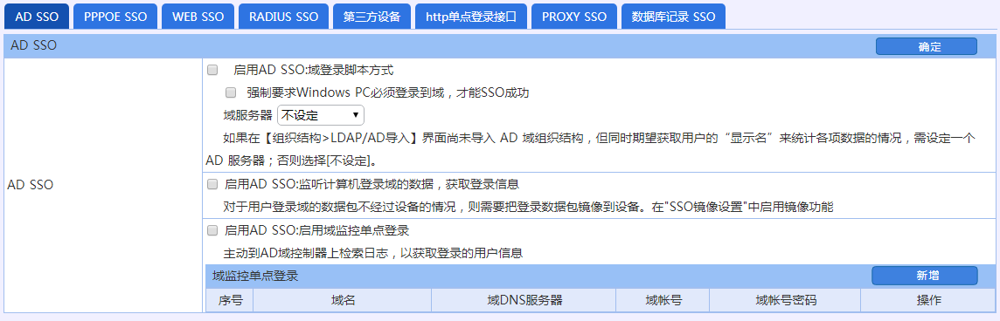 AD SSO PPPOE SSO WEB SSO RADIUS SSO 第三方设备 http单点登录接口 PROXY SSO 数据库记录 SSO
AD SSO 确定
启用AD SSO:域登录脚本方式
强制要求Windows PC必须登录到域，才能SSO成功
域服务器 不设定
如果在【组织结构>LDAP/AD导入】界面尚未导入 AD 域组织结构，但同时期望获取用户的“显示名”来统计各项数据的情况，需设定一个
AD 服务器；否则选择[不设定]。
AD SSO
启用AD SSO:监听计算机登录域的数据，获取登录信息
对于用户登录域的数据包不经过设备的情况，则需要把登录数据包镜像到设备。在"SSO镜像设置"中启用镜像功能
启用AD SSO:启用域监控单点登录
主动到AD域控制器上检索日志，以获取登录的用户信息
域监控单点登录 新增
序号 域名 域DNS服务器 域帐号 域帐号密码 操作